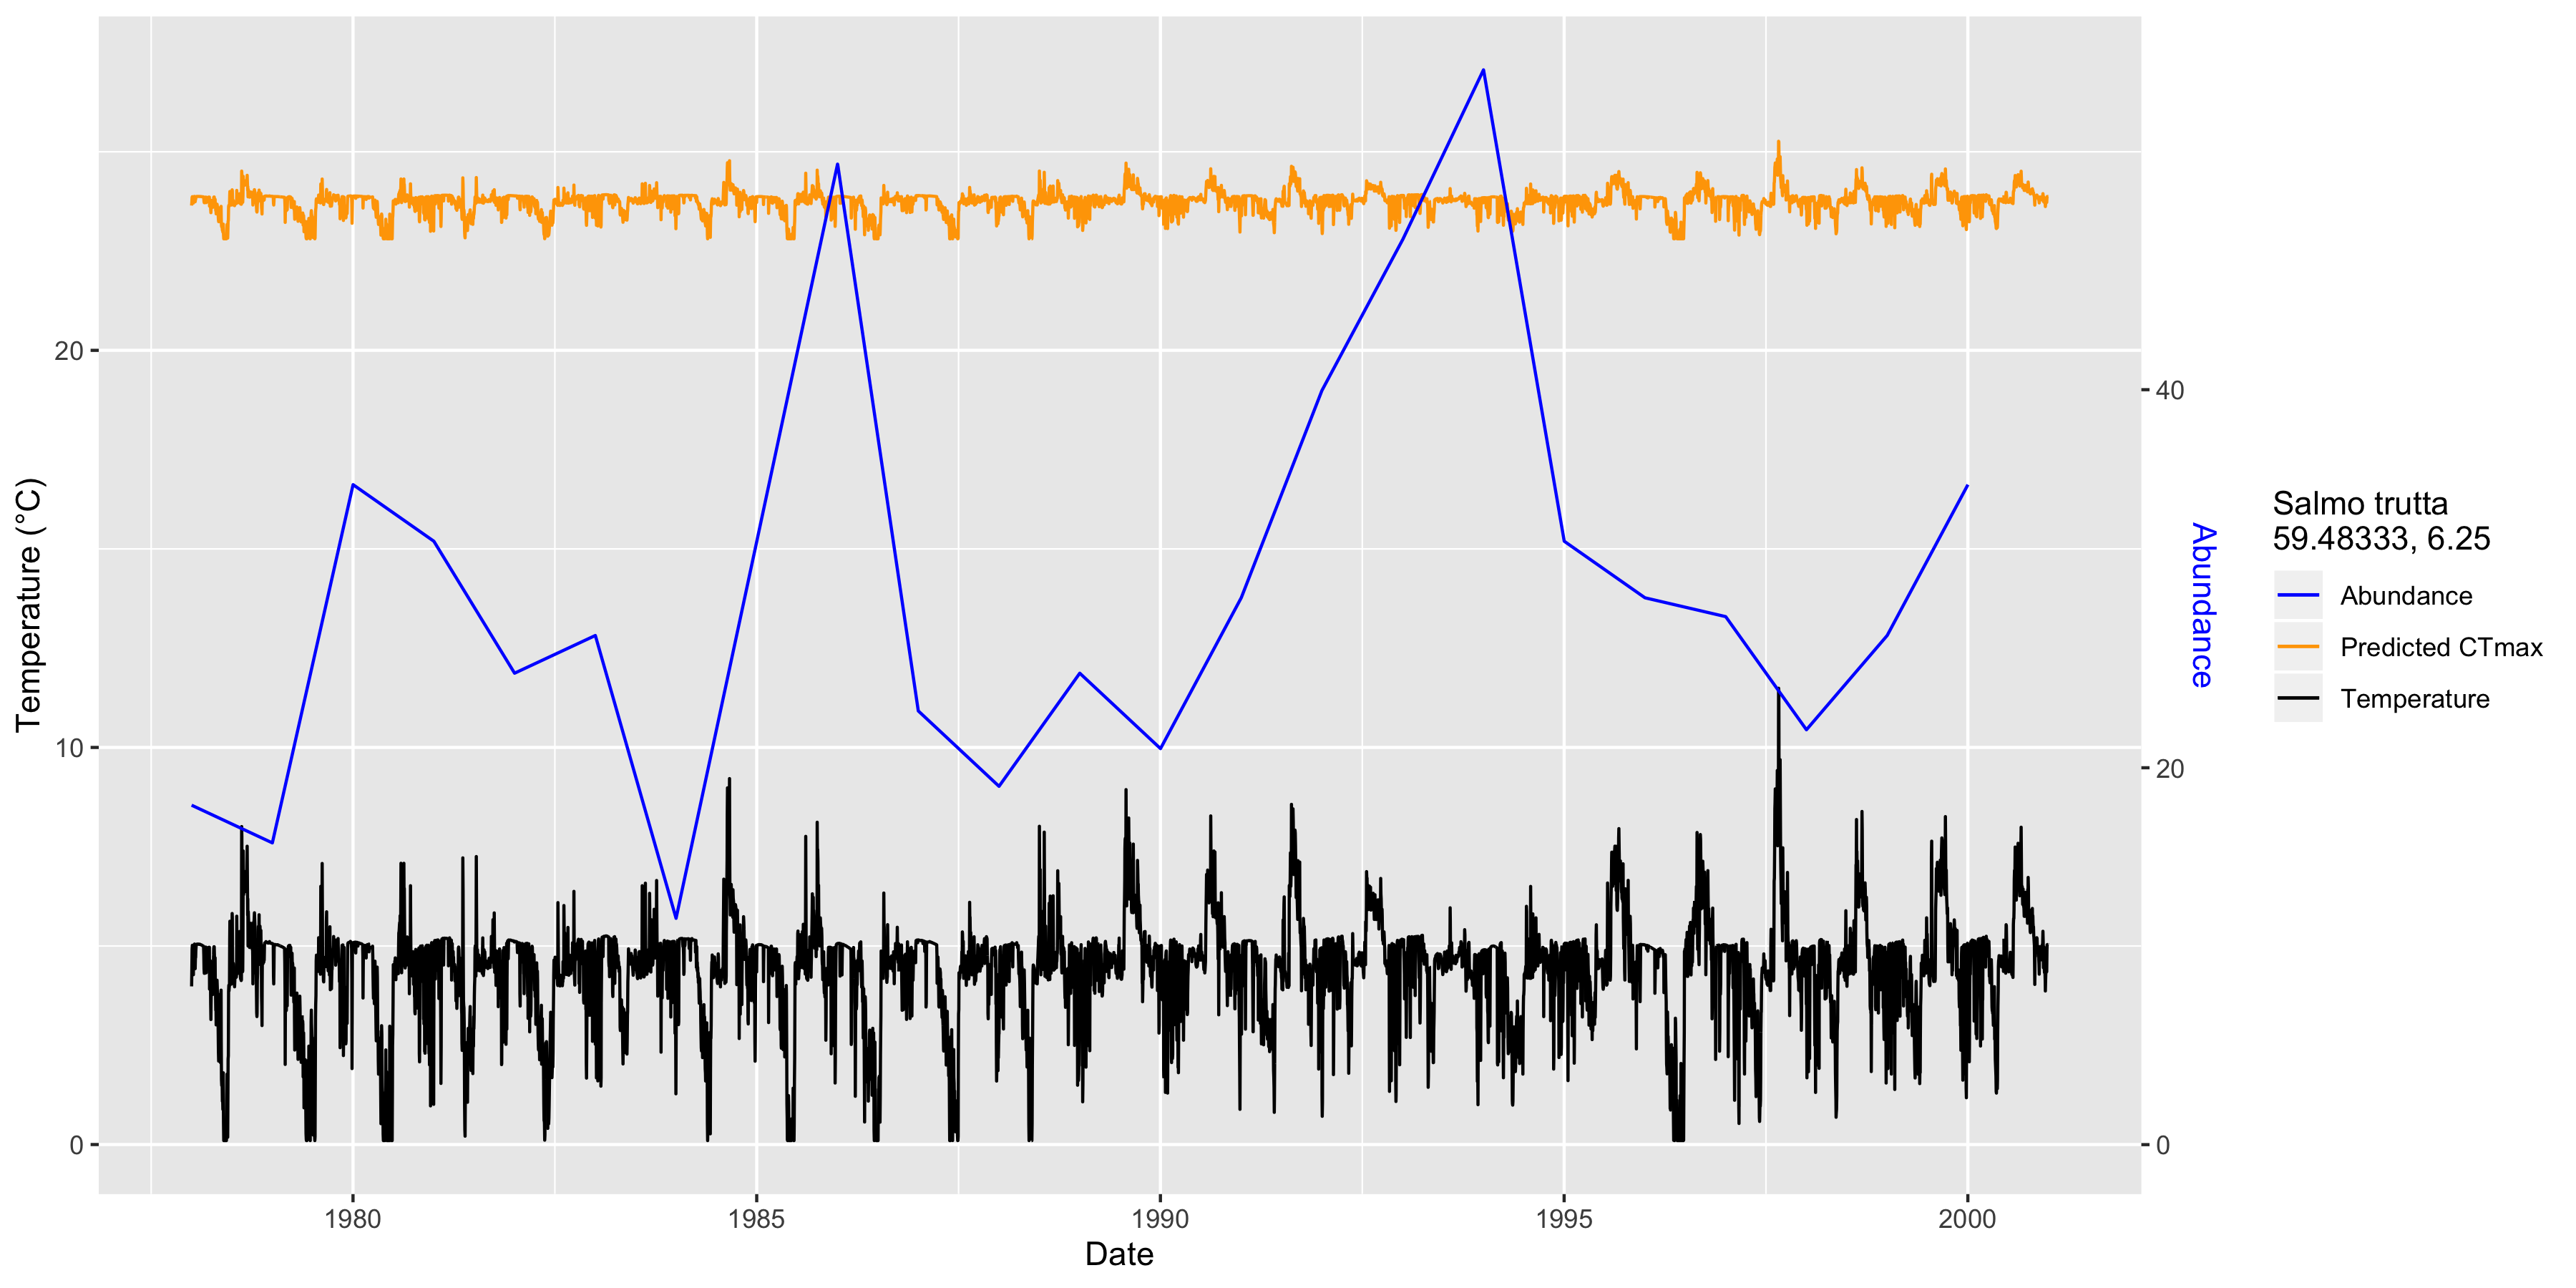 Temperature (°C)
20
10
0
1980
1985
1990
1995
2000
Date
40
20
0
Abundance
Salmo trutta
59.48333, 6.25
Abundance
Predicted CTmax
Temperature